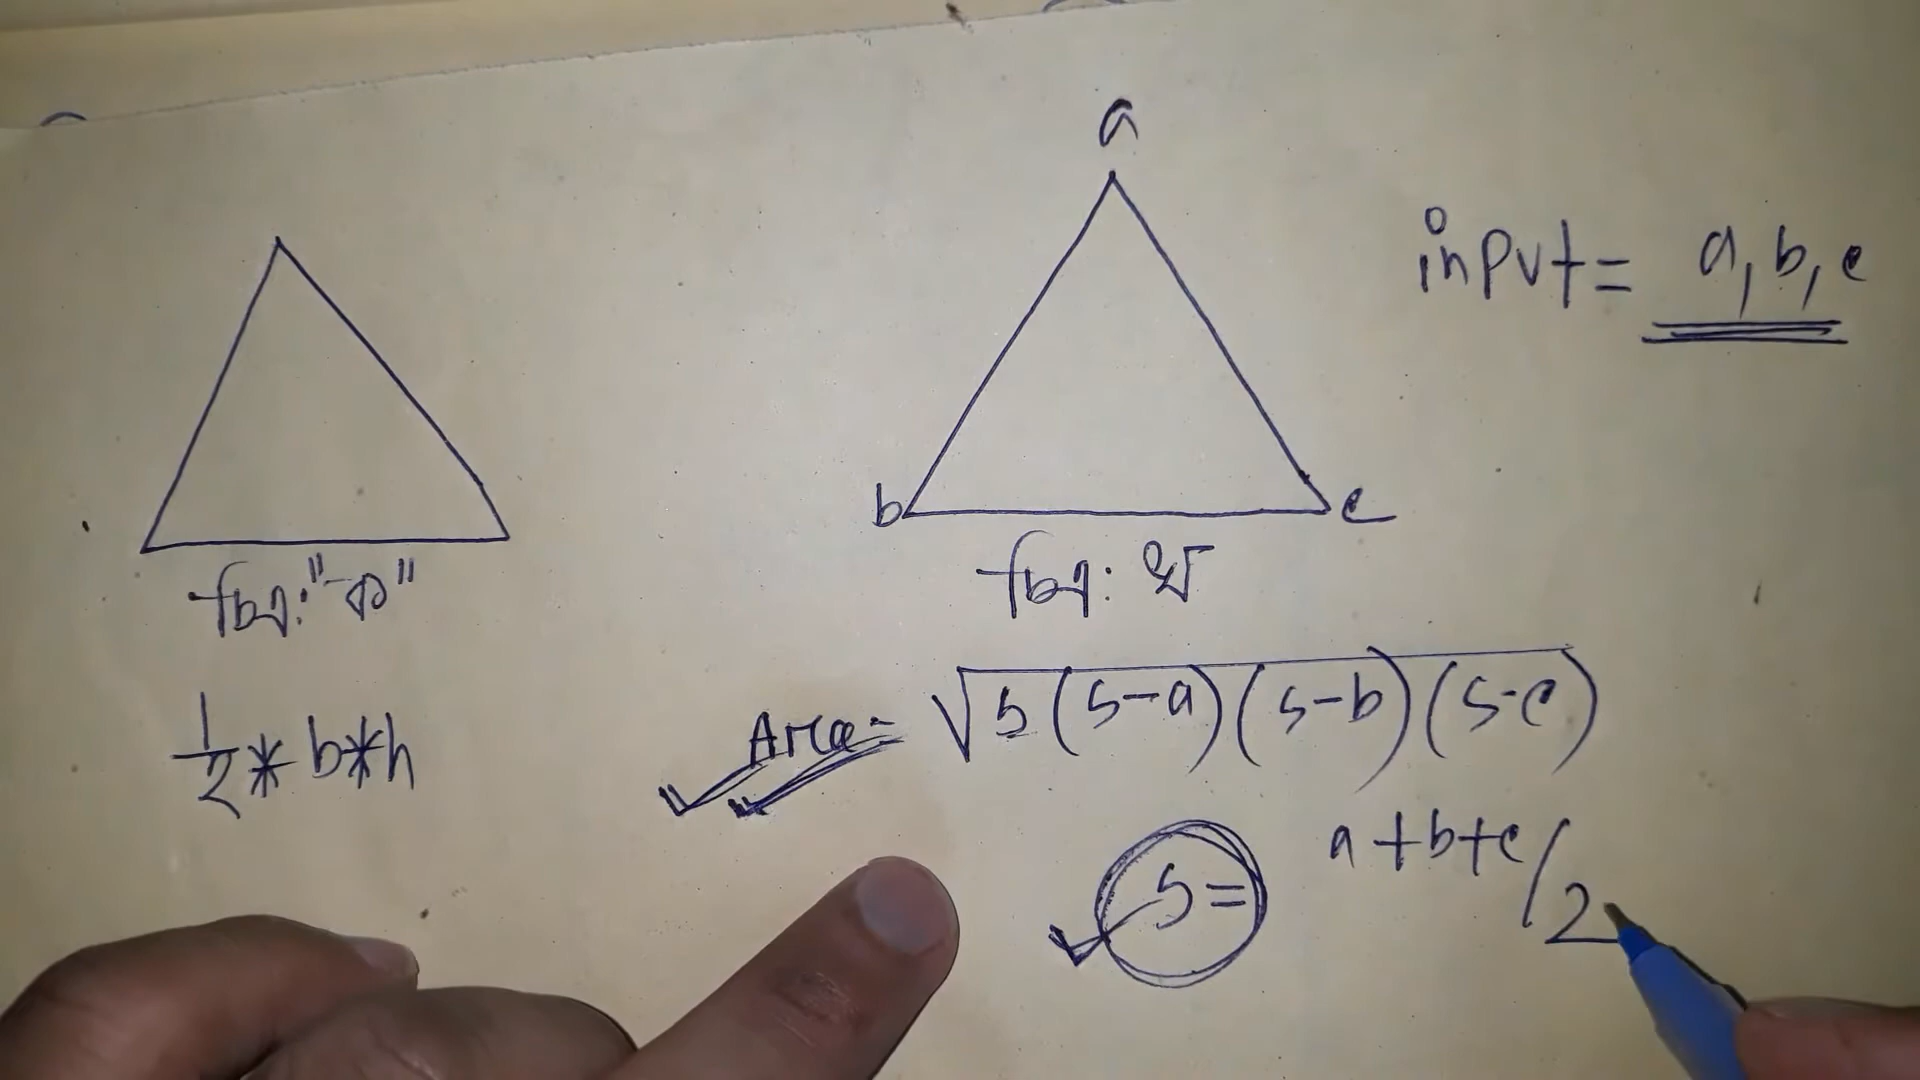 a
input = a, b, c
b c
চিত্র: "ক"
চিত্র: খ
Area = √s(s-a)(s-b)(s-c)
1/2 * b*h
s = a+b+c/2